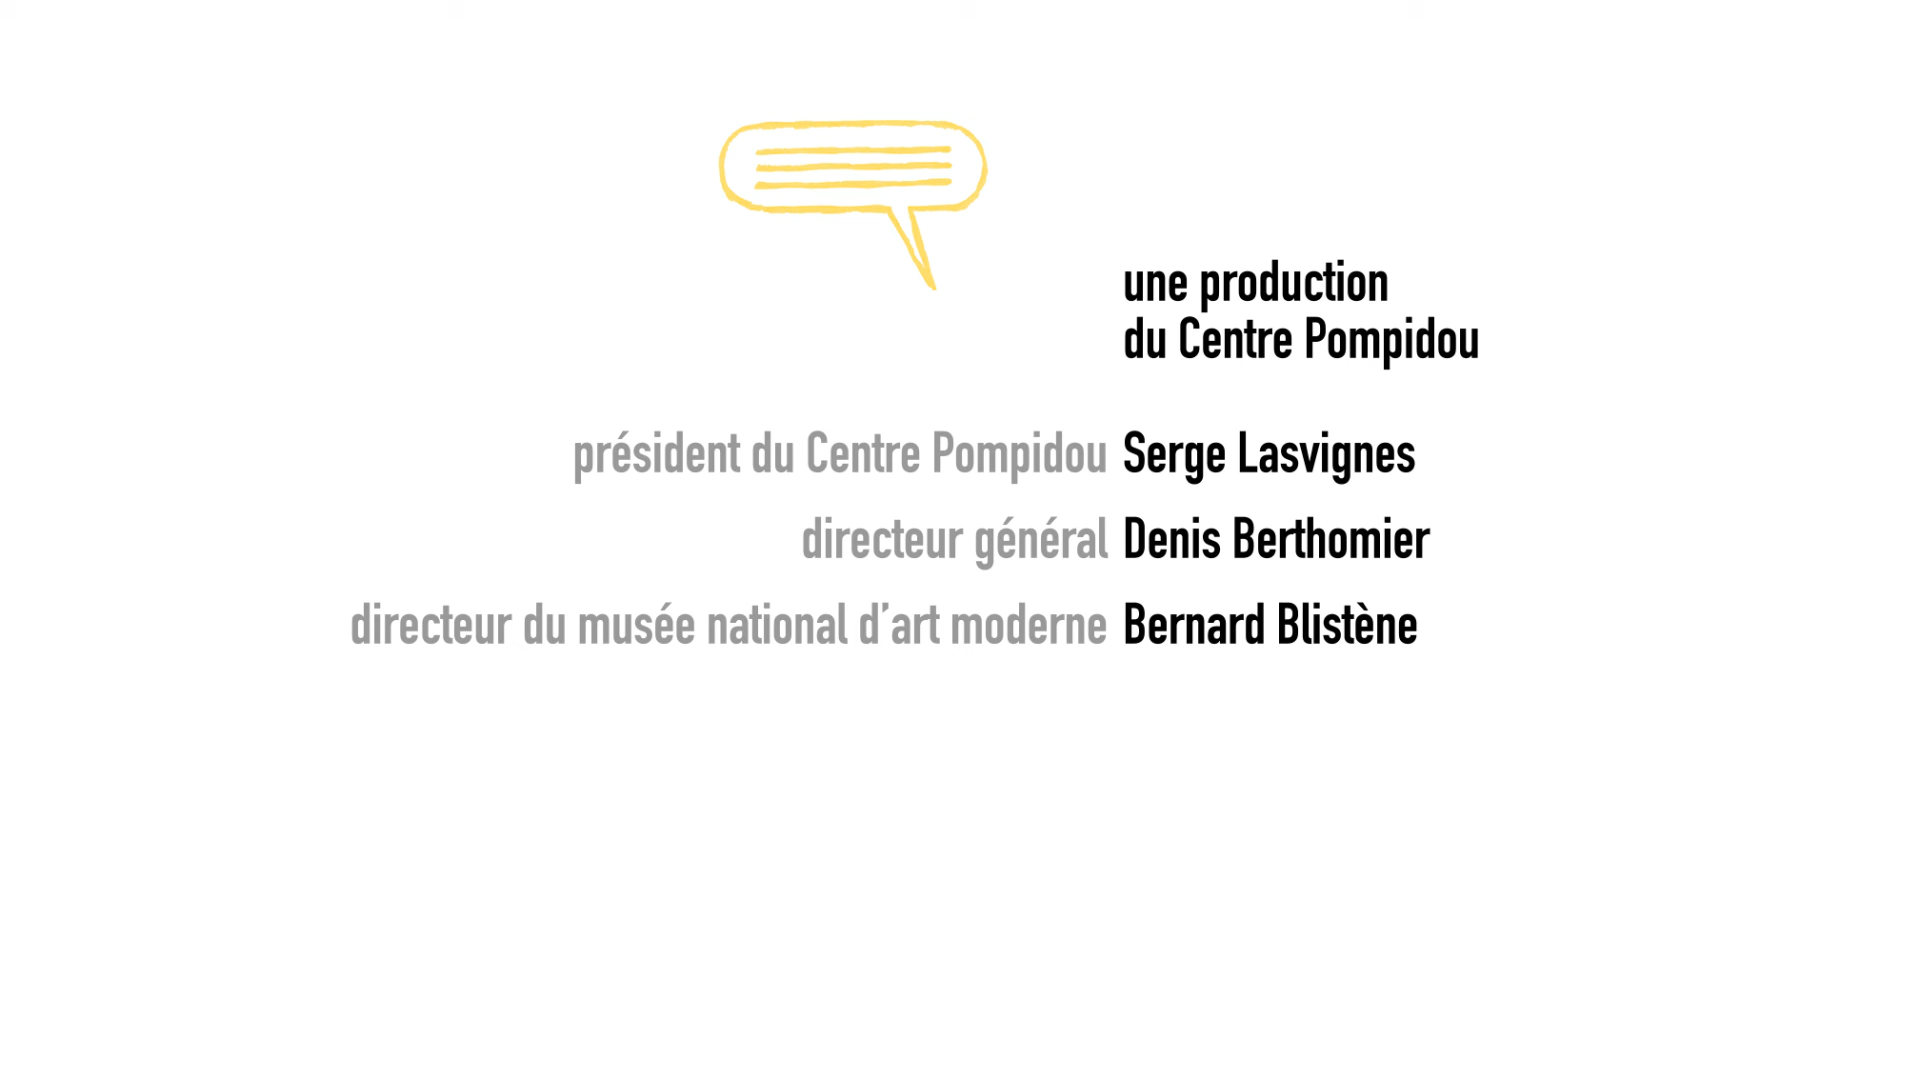 une production
du Centre Pompidou
président du Centre Pompidou Serge Lasvignes
directeur général Denis Berthomier
directeur du musée national d’art moderne Bernard Blistène